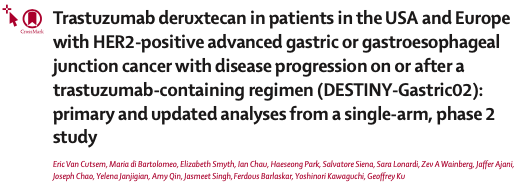 CrossMark
Trastuzumab deruxtecan in patients in the USA and Europe
with HER2-positive advanced gastric or gastroesophageal
junction cancer with disease progression on or after a
trastuzumab-containing regimen (DESTINY-Gastric02):
primary and updated analyses from a single-arm, phase 2
study
Eric Van Cutsem, Maria di Bartolomeo, Elizabeth Smyth, Ian Chau, Haeseong Park, Salvatore Siena, Sara Lonardi, Zev A Wainberg, Jaffer Ajani,
Joseph Chao, Yelena Janjigian, Amy Qin, Jasmeet Singh, Ferdous Barlaskar, Yoshinori Kawaguchi, Geoffrey Ku